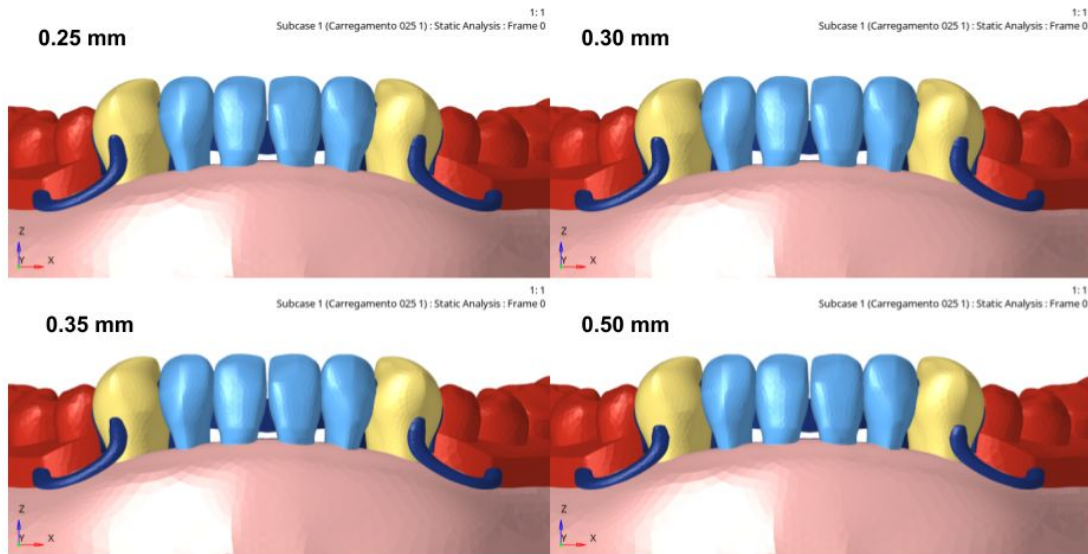 1: 1
Subcase 1 (Carregamento 025 1) : Static Analysis : Frame 0
0.25 mm
Z
Y
X
1: 1
Subcase 1 (Carregamento 025 1) : Static Analysis : Frame 0
0.30 mm
Z
Y
X
1: 1
Subcase 1 (Carregamento 025 1) : Static Analysis : Frame 0
0.35 mm
Z
Y
X
1: 1
Subcase 1 (Carregamento 025 1) : Static Analysis : Frame 0
0.50 mm
Z
Y
X